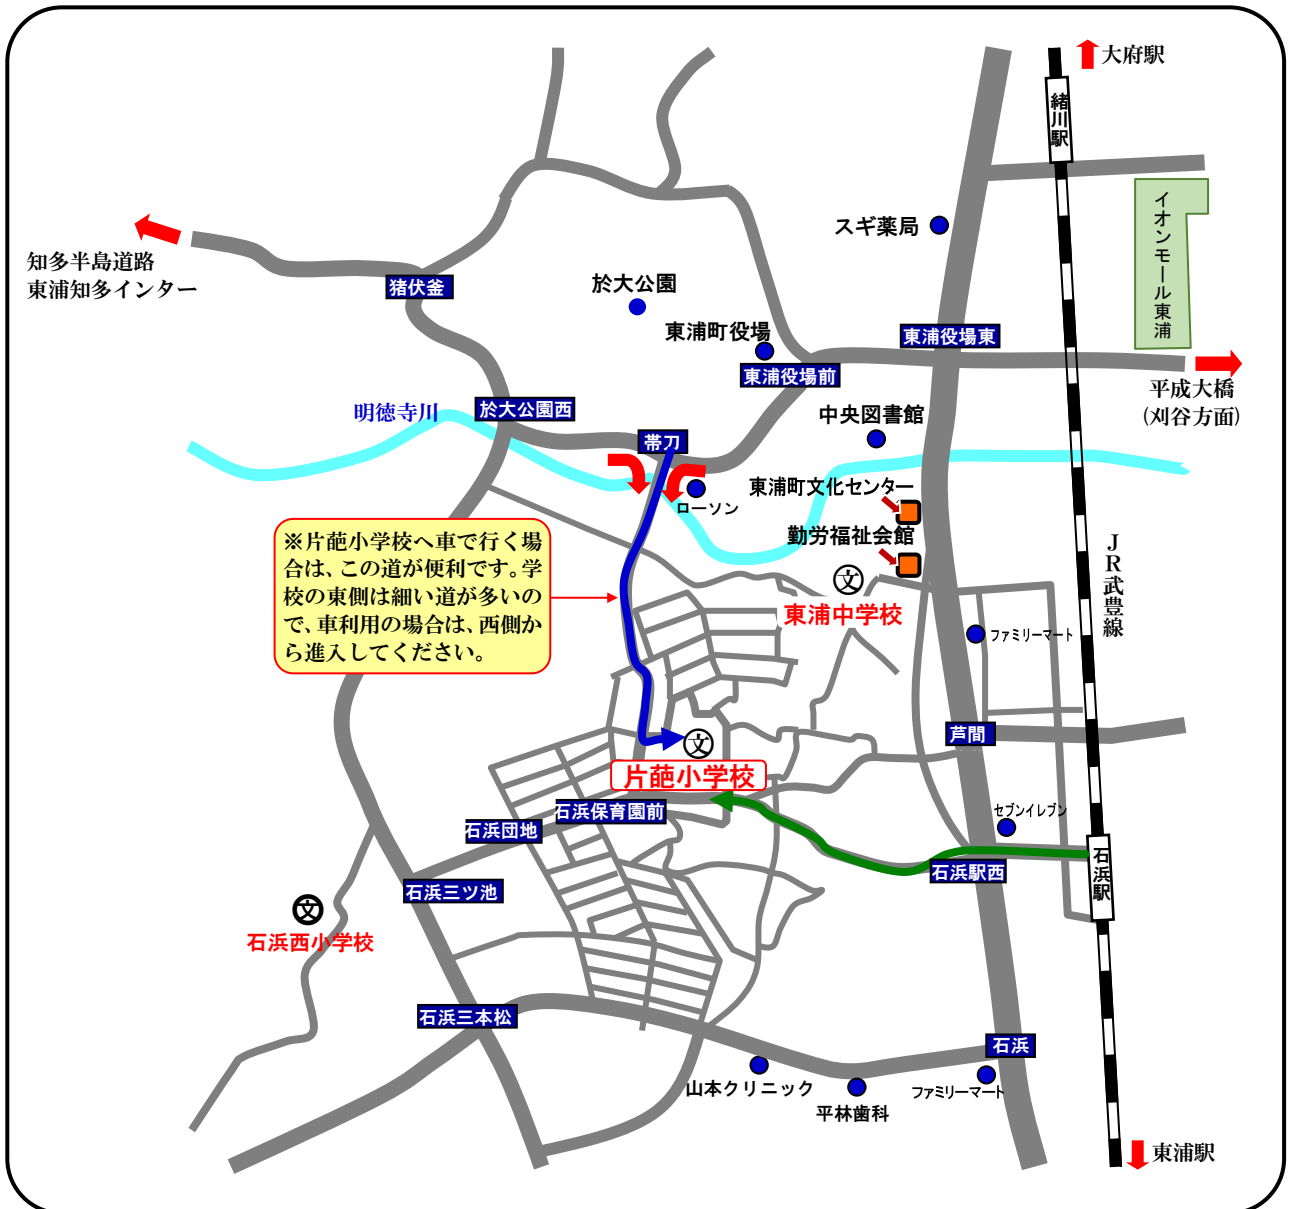 大府駅
緒川駅
イオンモール東浦
スギ薬局
知多半島道路
東浦知多インター
猪伏釜
於大公園
東浦町役場
東浦役場東
東浦役場前
平成大橋
(刈谷方面)
明徳寺川
於大公園西
中央図書館
帯刀
東浦町文化センター
ローソン
勤労福祉会館
※片葩小学校へ車で行く場
合は、この道が便利です。学
校の東側は細い道が多いの
で、車利用の場合は、西側か
ら進入してください。
JR武豊線
文
東浦中学校
ファミリーマート
芦間
文
片葩小学校
石浜保育園前
石浜団地
セブンイレブン
石浜駅西
石浜駅
石浜三ツ池
文
石浜西小学校
石浜三本松
石浜
山本クリニック
平林歯科
ファミリーマート
東浦駅